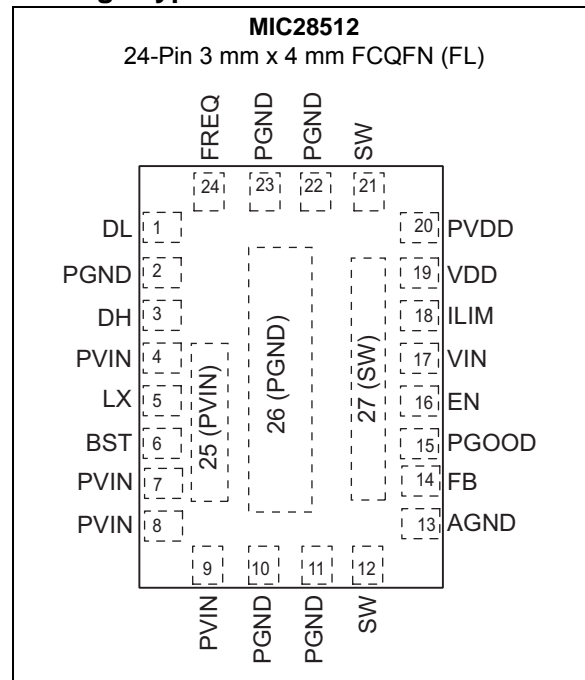 MIC28512
24-Pin 3 mm x 4 mm FCQFN (FL)
FREQ
PGND
PGND
SW
24
23
22
21
DL 1
PGND 2
DH 3
PVIN 4
LX 5
BST 6
PVIN 7
PVIN 8
25 (PVIN)
26 (PGND)
27 (SW)
20 PVDD
19 VDD
18 ILIM
17 VIN
16 EN
15 PGOOD
14 FB
13 AGND
9
10
11
12
PVIN
PGND
PGND
SW